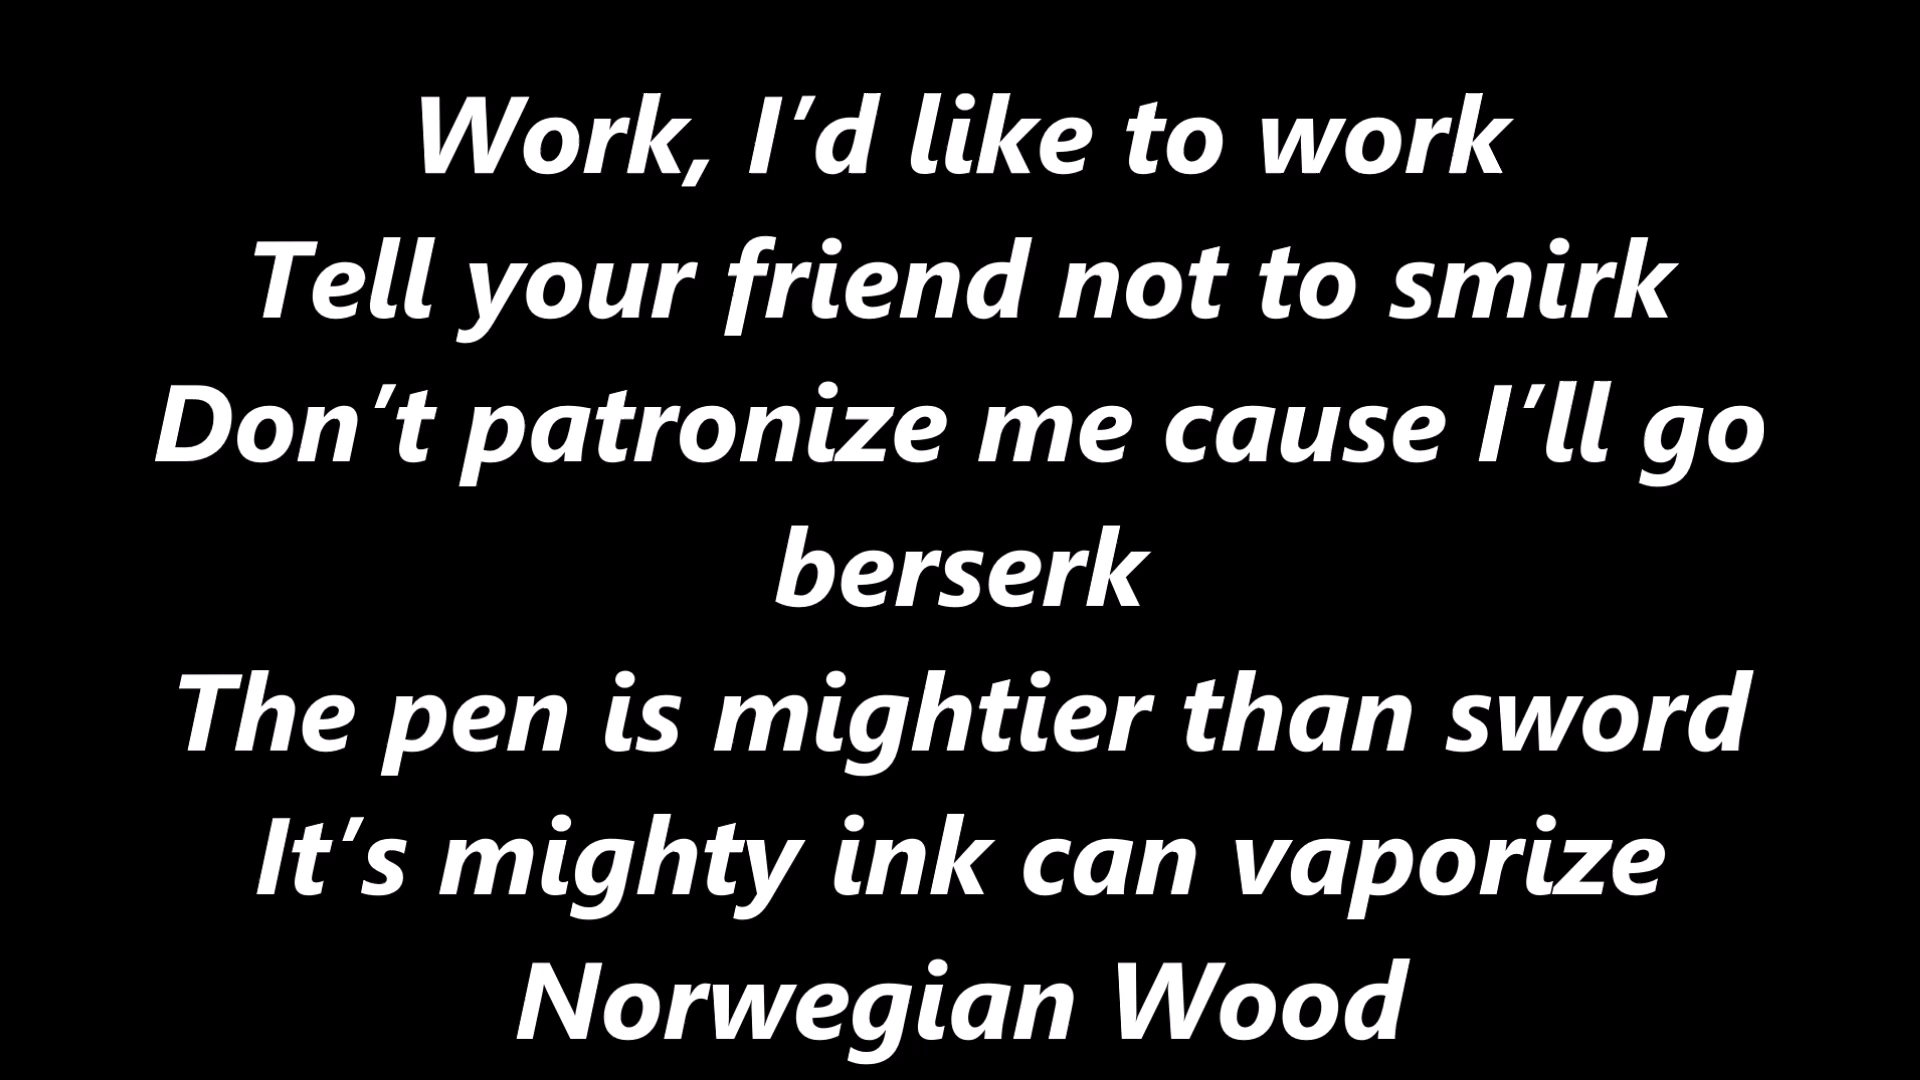 Work, I’d like to work
Tell your friend not to smirk
Don’t patronize me cause I’ll go
berserk
The pen is mightier than sword
It’s mighty ink can vaporize
Norwegian Wood